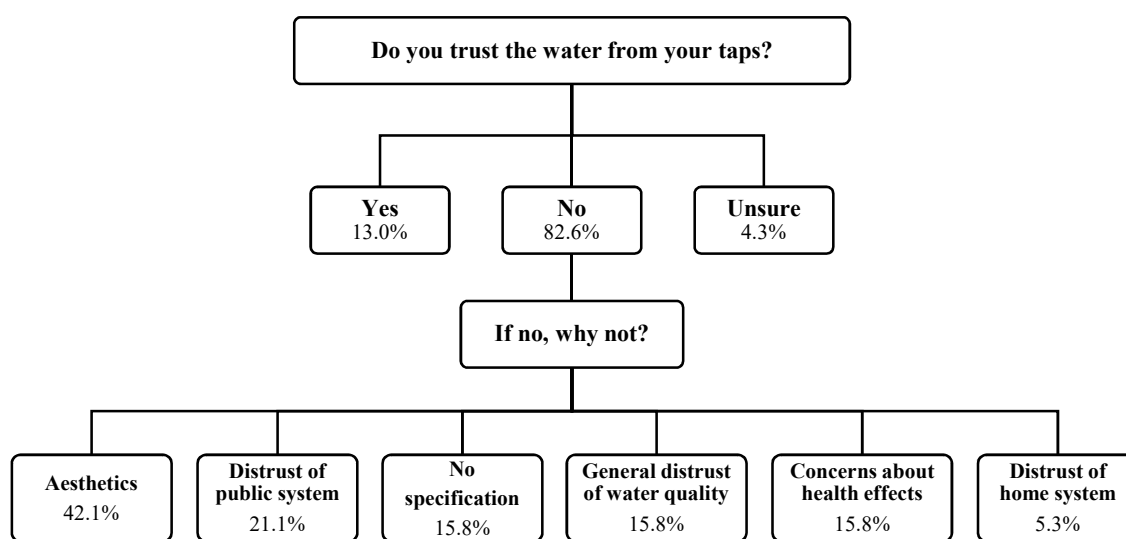 Do you trust the water from your taps?
Yes
13.0%
No
82.6%
Unsure
4.3%
If no, why not?
Aesthetics
42.1%
Distrust of
public system
21.1%
No
specification
15.8%
General distrust
of water quality
15.8%
Concerns about
health effects
15.8%
Distrust of
home system
5.3%